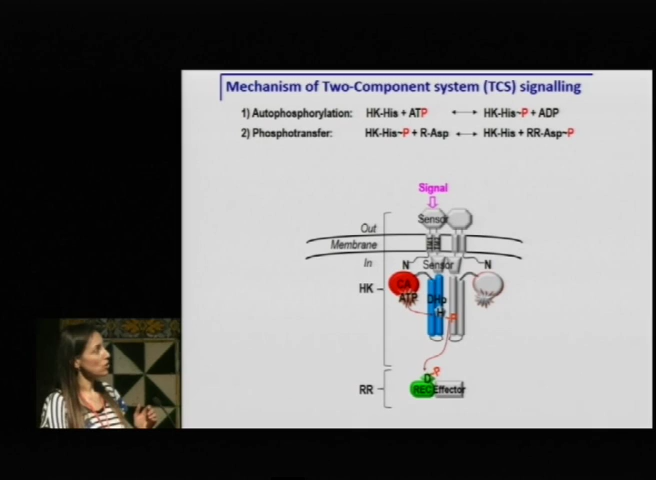 Mechanism of Two-Component system (TCS) signalling
1) Autophosphorylation: HK-His + ATP ⟷ HK-His~P + ADP
2) Phosphotransfer: HK-His~P + R-Asp ⟷ HK-His + RR-Asp~P
Signal
Sensor
Out
Membrane
In
N Sensor N
HK
CA
ATP DHp
H P
D P
RR REC Effector